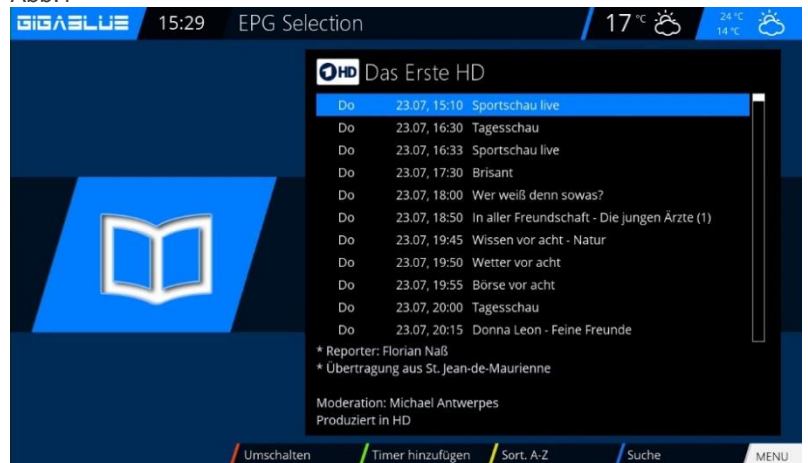 GIGABLUE 15:29 EPG Selection 17 °C 24 °C
14 °C
HD Das Erste HD
Do 23.07, 15:10 Sportschau live
Do 23.07, 16:30 Tagesschau
Do 23.07, 16:33 Sportschau live
Do 23.07, 17:30 Brisant
Do 23.07, 18:00 Wer weiß denn sowas?
Do 23.07, 18:50 In aller Freundschaft - Die jungen Ärzte (1)
Do 23.07, 19:45 Wissen vor acht - Natur
Do 23.07, 19:50 Wetter vor acht
Do 23.07, 19:55 Börse vor acht
Do 23.07, 20:00 Tagesschau
Do 23.07, 20:15 Donna Leon - Feine Freunde
* Reporter: Florian Naß
* Übertragung aus St. Jean-de-Maurienne
Moderation: Michael Antwerpes
Produziert in HD
Umschalten Timer hinzufügen Sort. A-Z Suche MENU